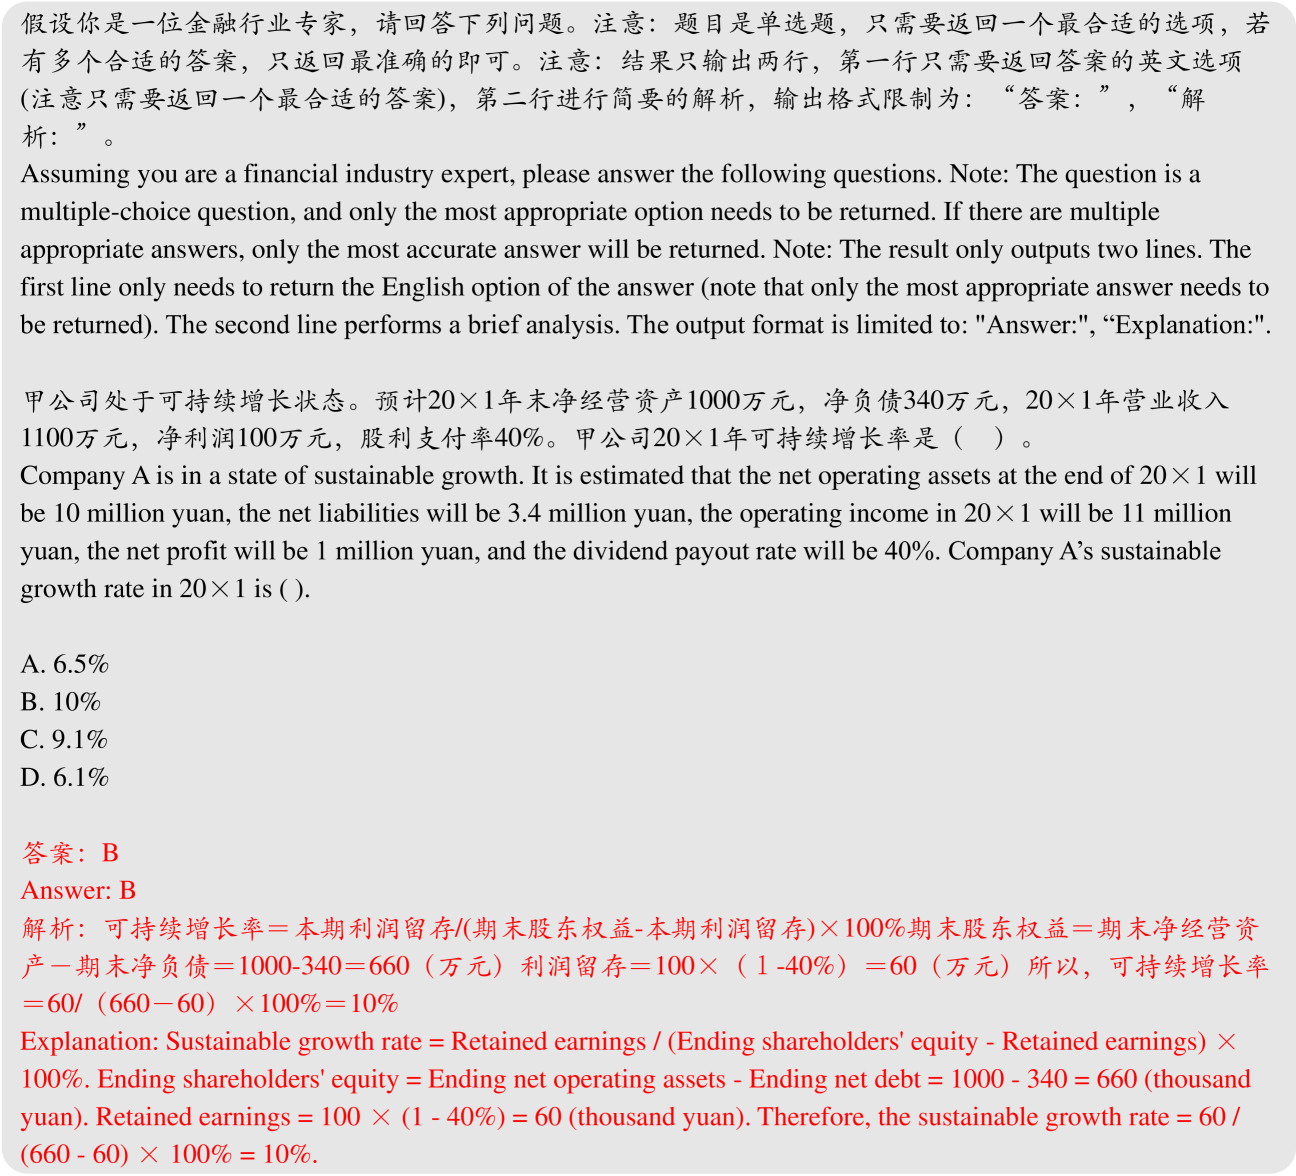 假设你是一位金融行业专家，请回答下列问题。注意：题目是单选题，只需要返回一个最合适的选项，若
有多个合适的答案，只返回最准确的即可。注意：结果只输出两行，第一行只需要返回答案的英文选项
(注意只需要返回一个最合适的答案)，第二行进行简要的解析，输出格式限制为：“答案：”，“解
析：”。
Assuming you are a financial industry expert, please answer the following questions. Note: The question is a
multiple-choice question, and only the most appropriate option needs to be returned. If there are multiple
appropriate answers, only the most accurate answer will be returned. Note: The result only outputs two lines. The
first line only needs to return the English option of the answer (note that only the most appropriate answer needs to
be returned). The second line performs a brief analysis. The output format is limited to: "Answer:", “Explanation:".
甲公司处于可持续增长状态。预计20×1年末净经营资产1000万元，净负债340万元，20×1年营业收入
1100万元，净利润100万元，股利支付率40%。甲公司20×1年可持续增长率是（　）。
Company A is in a state of sustainable growth. It is estimated that the net operating assets at the end of 20×1 will
be 10 million yuan, the net liabilities will be 3.4 million yuan, the operating income in 20×1 will be 11 million
yuan, the net profit will be 1 million yuan, and the dividend payout rate will be 40%. Company A’s sustainable
growth rate in 20×1 is ( ).
A. 6.5%
B. 10%
C. 9.1%
D. 6.1%
答案：B
Answer: B
解析：可持续增长率＝本期利润留存/(期末股东权益-本期利润留存)×100%期末股东权益＝期末净经营资
产－期末净负债＝1000-340＝660（万元）利润留存＝100×（１-40%）＝60（万元）所以，可持续增长率
＝60/（660－60）×100%＝10%
Explanation: Sustainable growth rate = Retained earnings / (Ending shareholders' equity - Retained earnings) ×
100%. Ending shareholders' equity = Ending net operating assets - Ending net debt = 1000 - 340 = 660 (thousand
yuan). Retained earnings = 100 × (1 - 40%) = 60 (thousand yuan). Therefore, the sustainable growth rate = 60 /
(660 - 60) × 100% = 10%.